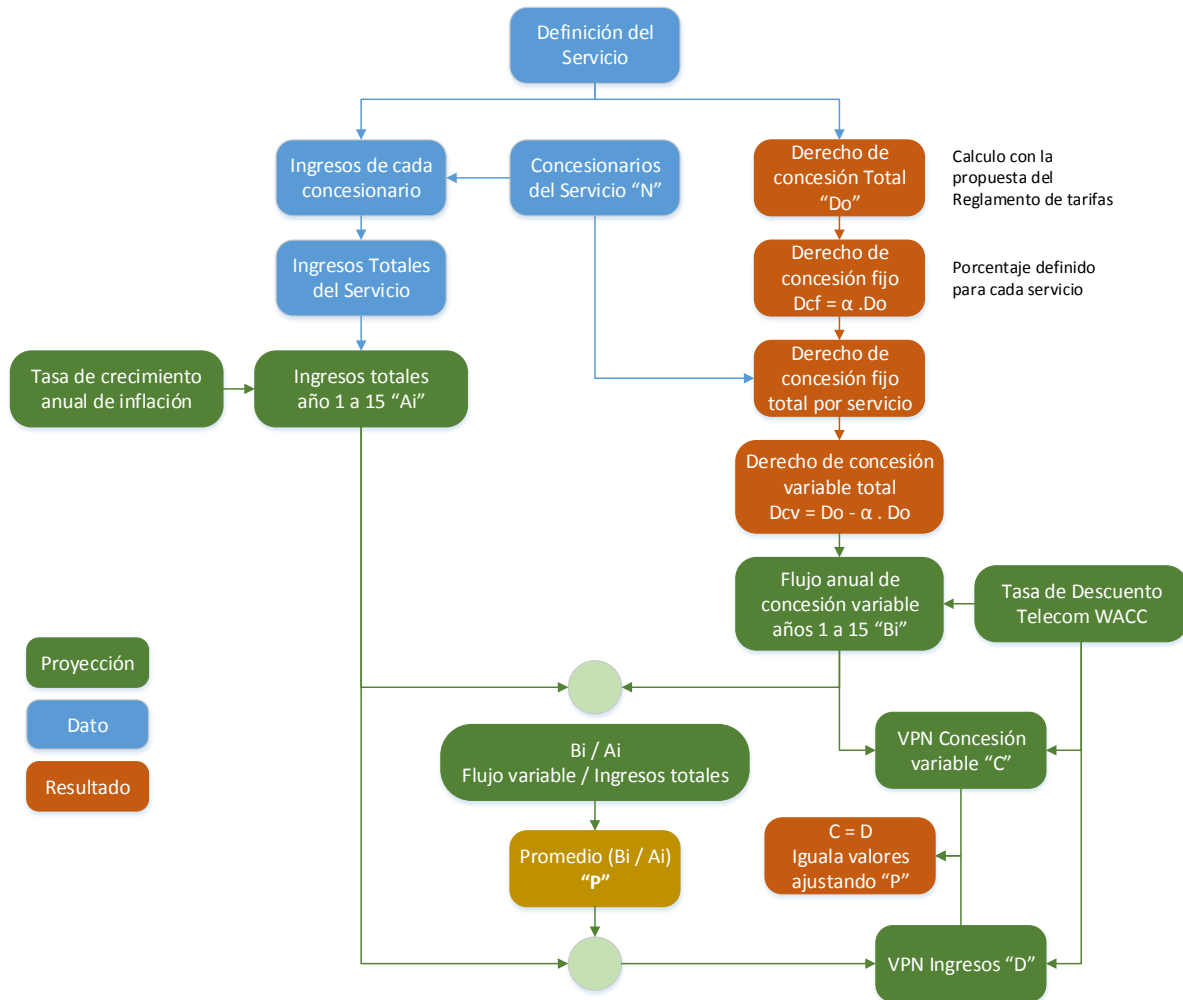 Definición del
Servicio
Ingresos de cada
concesionario
Concesionarios
del Servicio “N”
Derecho de
concesión Total
“Do”
Calculo con la
propuesta del
Reglamento de tarifas
Ingresos Totales
del Servicio
Derecho de
concesión fijo
Dcf = α .Do
Porcentaje definido
para cada servicio
Tasa de crecimiento
anual de inflación
Ingresos totales
año 1 a 15 “Ai”
Derecho de
concesión fijo
total por servicio
Derecho de concesión
variable total
Dcv = Do - α . Do
Flujo anual de
concesión variable
años 1 a 15 “Bi”
Tasa de Descuento
Telecom WACC
Proyección
Dato
Resultado
Bi / Ai
Flujo variable / Ingresos totales
VPN Concesión
variable “C”
Promedio (Bi / Ai)
“P”
C = D
Iguala valores
ajustando “P”
VPN Ingresos “D”